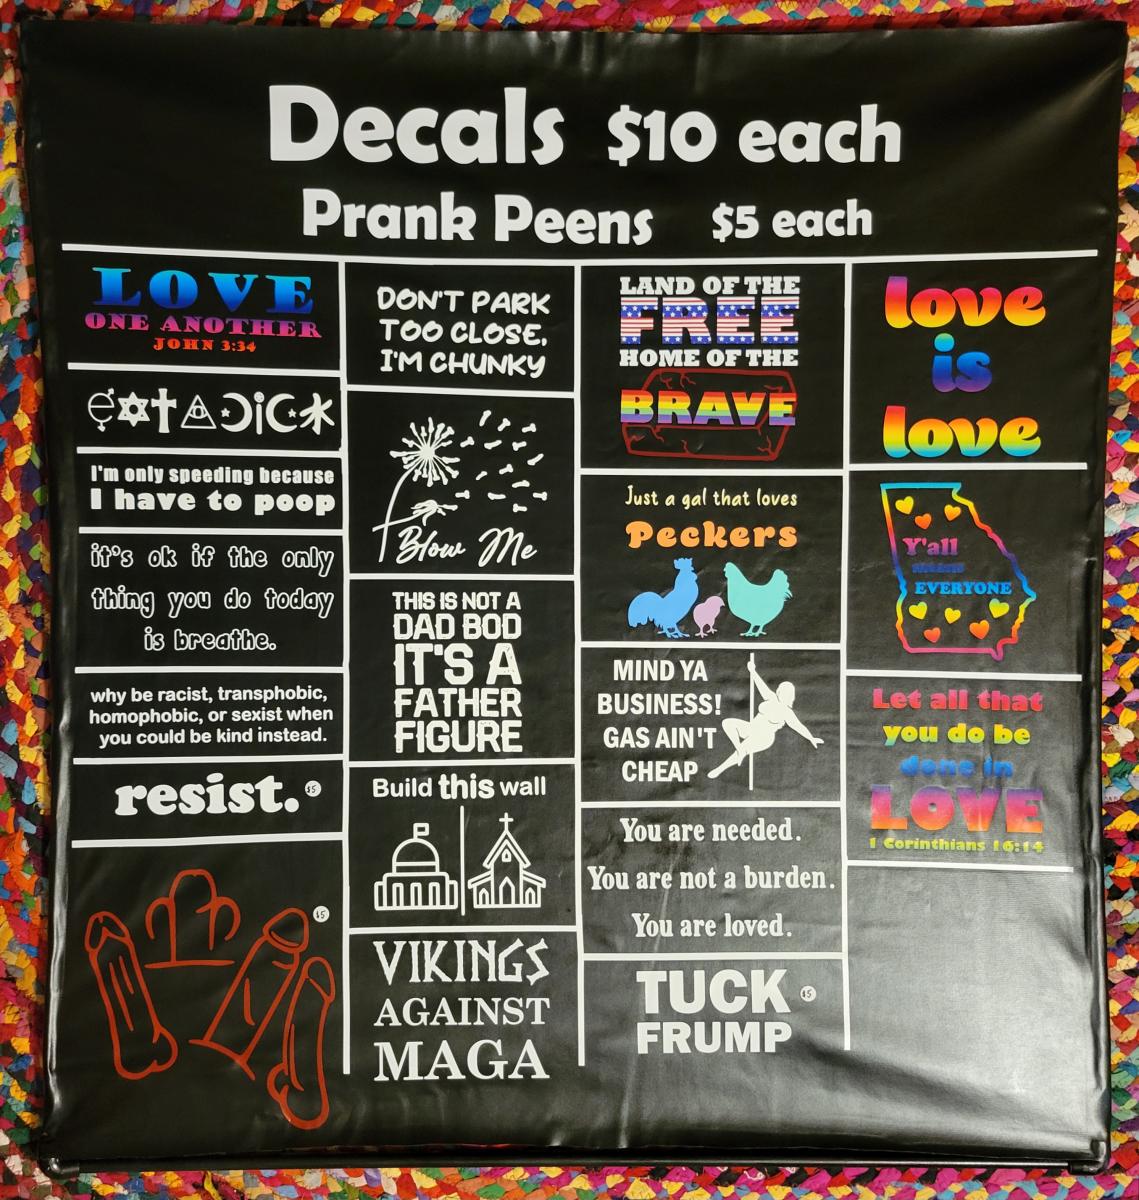 Decals $10 each
Prank Peens $5 each
LOVE
ONE ANOTHER
JOHN 3:34
I'm only speeding because
I have to poop
it's ok if the only
thing you do today
is breathe.
why be racist, transphobic,
homophobic, or sexist when
you could be kind instead.
resist. $5
$5
DON'T PARK
TOO CLOSE,
I'M CHUNKY
Blow Me
THIS IS NOT A
DAD BOD
IT'S A
FATHER
FIGURE
Build this wall
VIKINGS
AGAINST
MAGA
LAND OF THE
FREE
HOME OF THE
BRAVE
Just a gal that loves
Peckers
MIND YA
BUSINESS!
GAS AIN'T
CHEAP
You are needed.
You are not a burden.
You are loved.
TUCK $5
FRUMP
love
is
love
Y'all
EVERYONE
Let all that
you do be
done in
LOVE
1 Corinthians 16:14